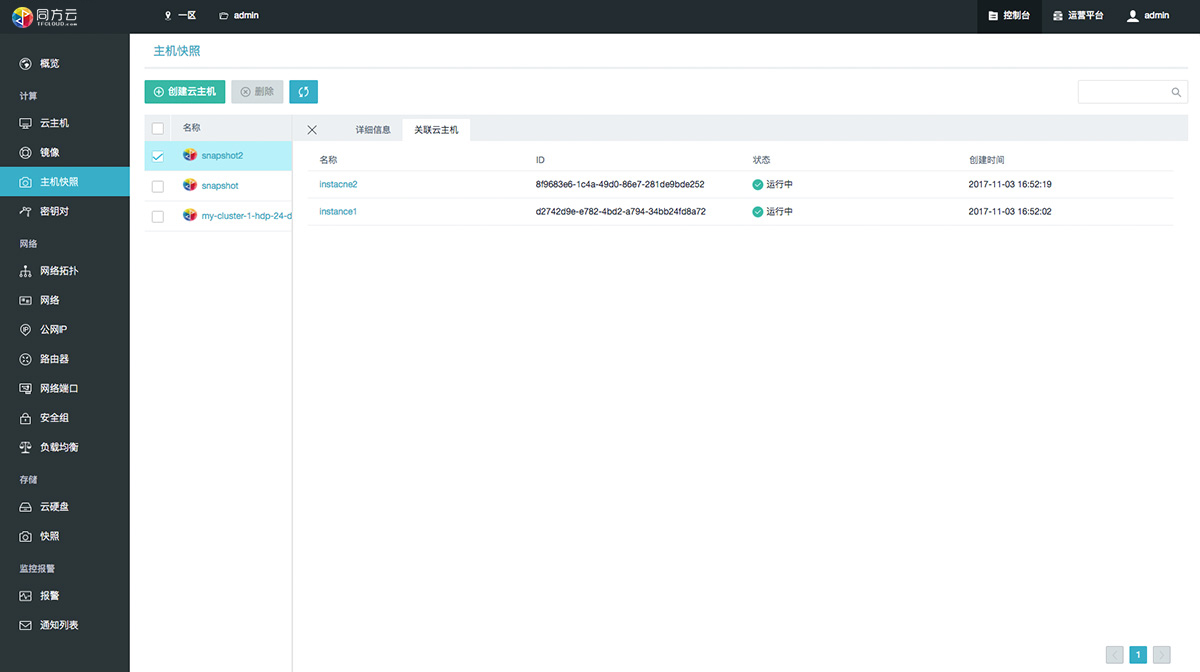 同方云
TFCLOUD.com
一区
admin
控制台
运营平台
admin
概览
计算
云主机
镜像
主机快照
密钥对
网络
网络拓扑
网络
公网IP
路由器
网络端口
安全组
负载均衡
存储
云硬盘
快照
监控报警
报警
通知列表
主机快照
创建云主机
删除
名称
snapshot2
snapshot
my-cluster-1-hdp-24-d
详细信息
关联云主机
名称 ID 状态 创建时间
instacne2 8f9683e6-1c4a-49d0-86e7-281de9bde252 运行中 2017-11-03 16:52:19
instance1 d2742d9e-e782-4bd2-a794-34bb24fd8a72 运行中 2017-11-03 16:52:02
1